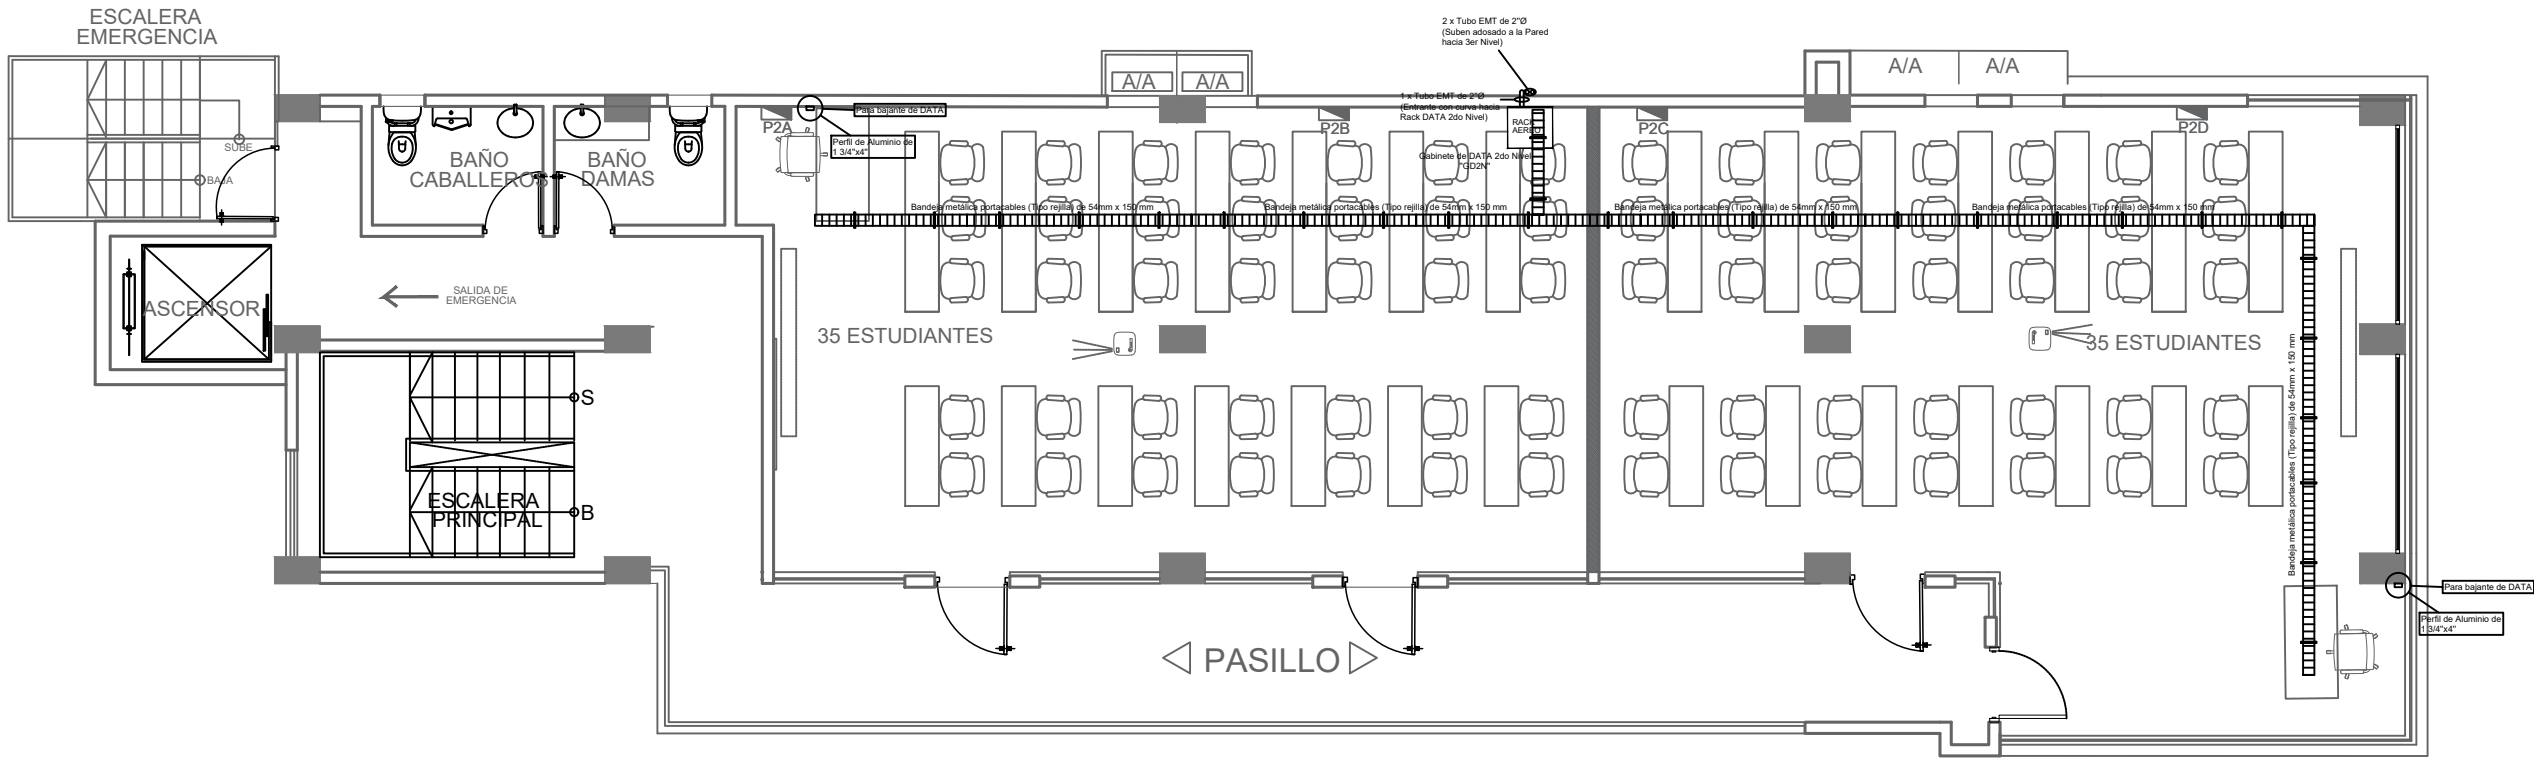 ESCALERA
EMERGENCIA
SUBE
BAJA
ASCENSOR
BAÑO
CABALLEROS
BAÑO
DAMAS
SALIDA DE
EMERGENCIA
S
B
ESCALERA
PRINCIPAL
P2A
Para bajante de DATA
Perfil de Aluminio de
1 3/4"x4"
A/A
A/A
P2B
2 x Tubo EMT de 2"Ø
(Suben adosado a la Pared
hacia 3er Nivel)
1 x Tubo EMT de 2"Ø
(Entrante con curva hacia
Rack DATA 2do Nivel)
RACK
AEREO
Gabinete de DATA 2do Nivel
"GD2N"
P2C
A/A
A/A
P2D
Bandeja metálica portacables (Tipo rejilla) de 54mm x 150 mm
Bandeja metálica portacables (Tipo rejilla) de 54mm x 150 mm
Bandeja metálica portacables (Tipo rejilla) de 54mm x 150 mm
Bandeja metálica portacables (Tipo rejilla) de 54mm x 150 mm
Bandeja metálica portacables (Tipo rejilla) de 54mm x 150 mm
35 ESTUDIANTES
35 ESTUDIANTES
Para bajante de DATA
Perfil de Aluminio de
1 3/4"x4"
PASILLO